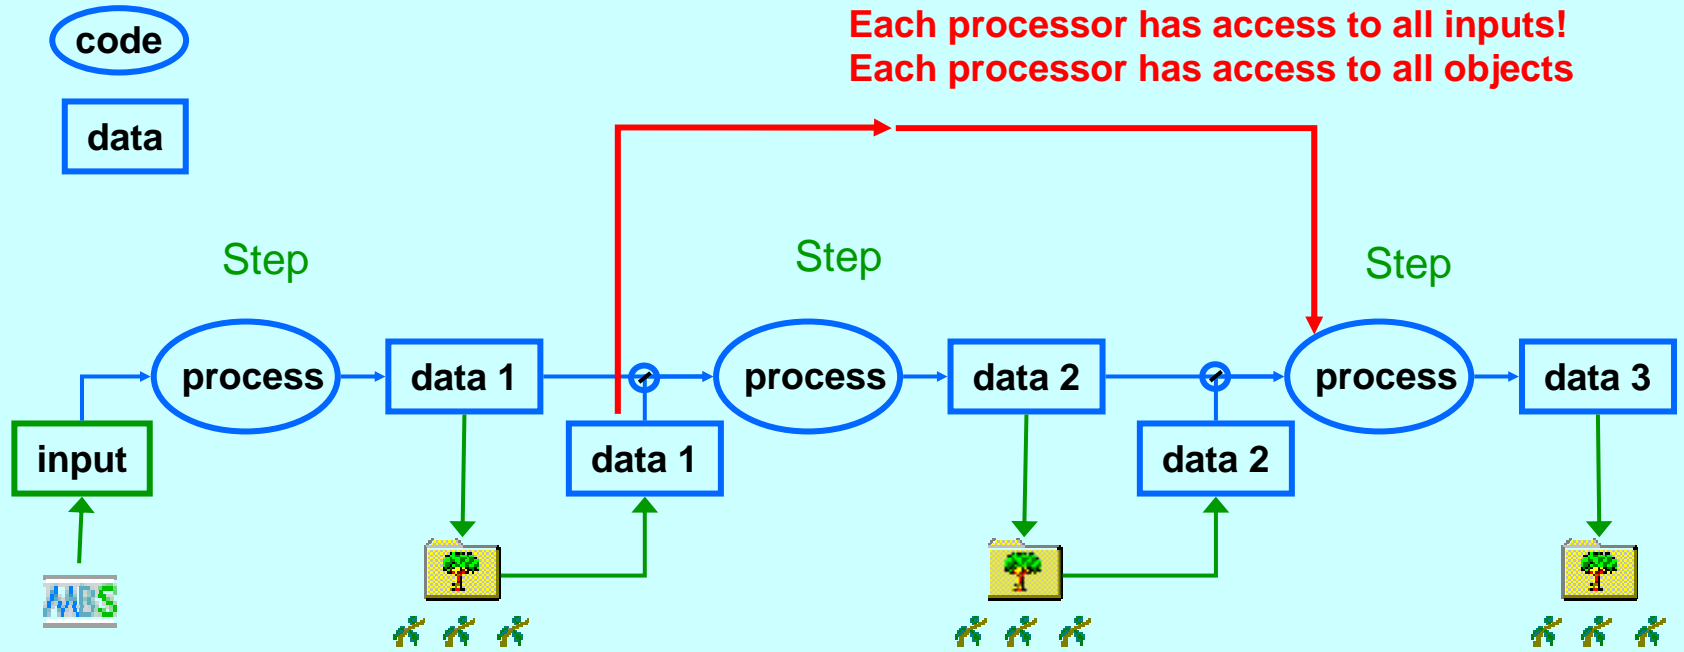 code
data
Each processor has access to all inputs!
Each processor has access to all objects
Step
Step
Step
process
data 1
process
data 2
process
data 3
input
data 1
data 2
MBS